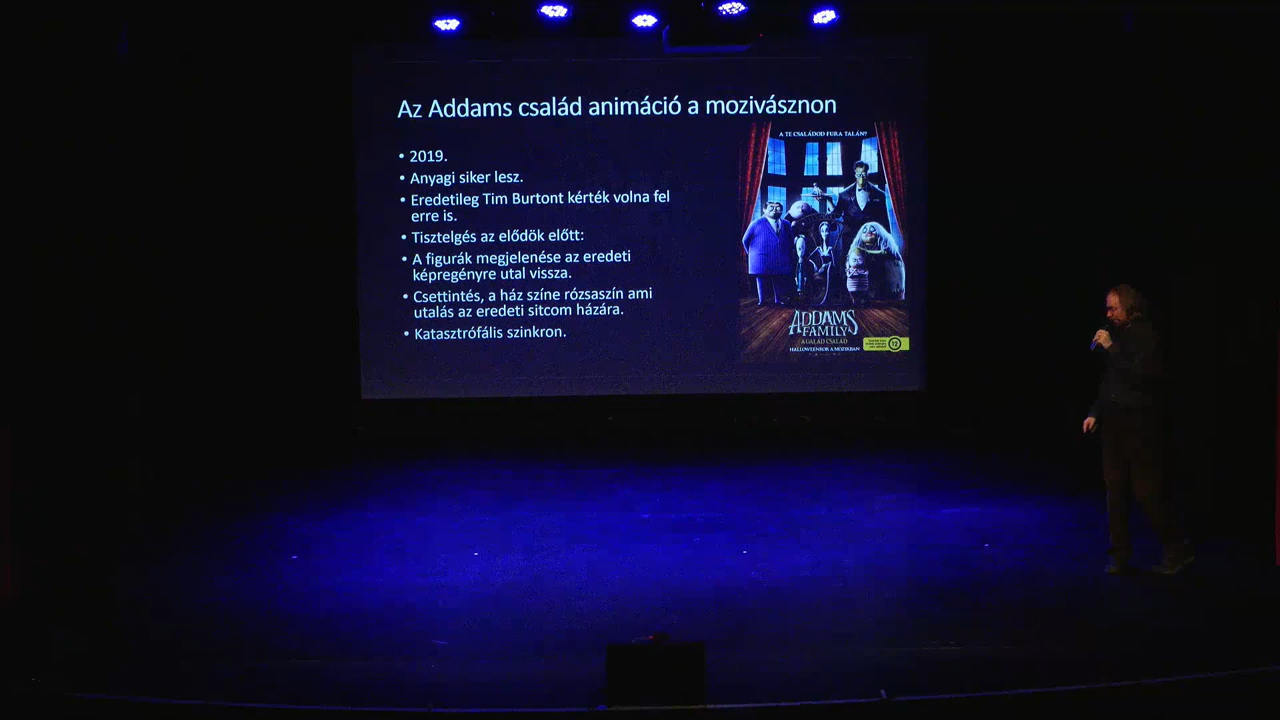 Az Addams család animáció a mozivásznon
• 2019.
• Anyagi siker lesz.
• Eredetileg Tim Burtont kérték volna fel
erre is.
• Tisztelgés az elődök előtt:
• A figurák megjelenése az eredeti
képregényre utal vissza.
• Csettintés, a ház színe rózsaszín ami
utalás az eredeti sitcom házára.
• Katasztrófális szinkron.
A TE CSALÁDOD FURA TALÁN?
ADDAMS
FAMILY
A GALÁD CSALÁD
HALLOWEENKOR A MOZIKBAN
12